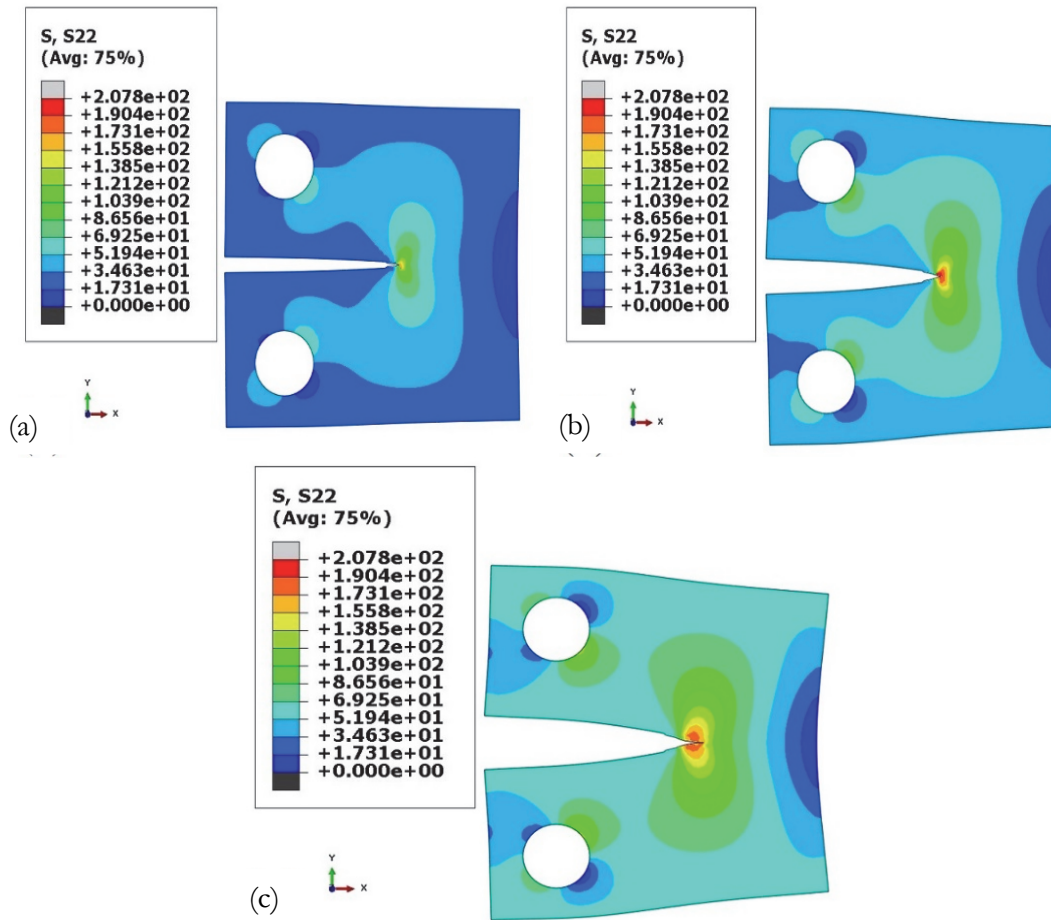 S, S22
(Avg: 75%)
+2.078e+02
+1.904e+02
+1.731e+02
+1.558e+02
+1.385e+02
+1.212e+02
+1.039e+02
+8.656e+01
+6.925e+01
+5.194e+01
+3.463e+01
+1.731e+01
+0.000e+00
Y
X
(a)
S, S22
(Avg: 75%)
+2.078e+02
+1.904e+02
+1.731e+02
+1.558e+02
+1.385e+02
+1.212e+02
+1.039e+02
+8.656e+01
+6.925e+01
+5.194e+01
+3.463e+01
+1.731e+01
+0.000e+00
Y
X
(b)
S, S22
(Avg: 75%)
+2.078e+02
+1.904e+02
+1.731e+02
+1.558e+02
+1.385e+02
+1.212e+02
+1.039e+02
+8.656e+01
+6.925e+01
+5.194e+01
+3.463e+01
+1.731e+01
+0.000e+00
Y
X
(c)